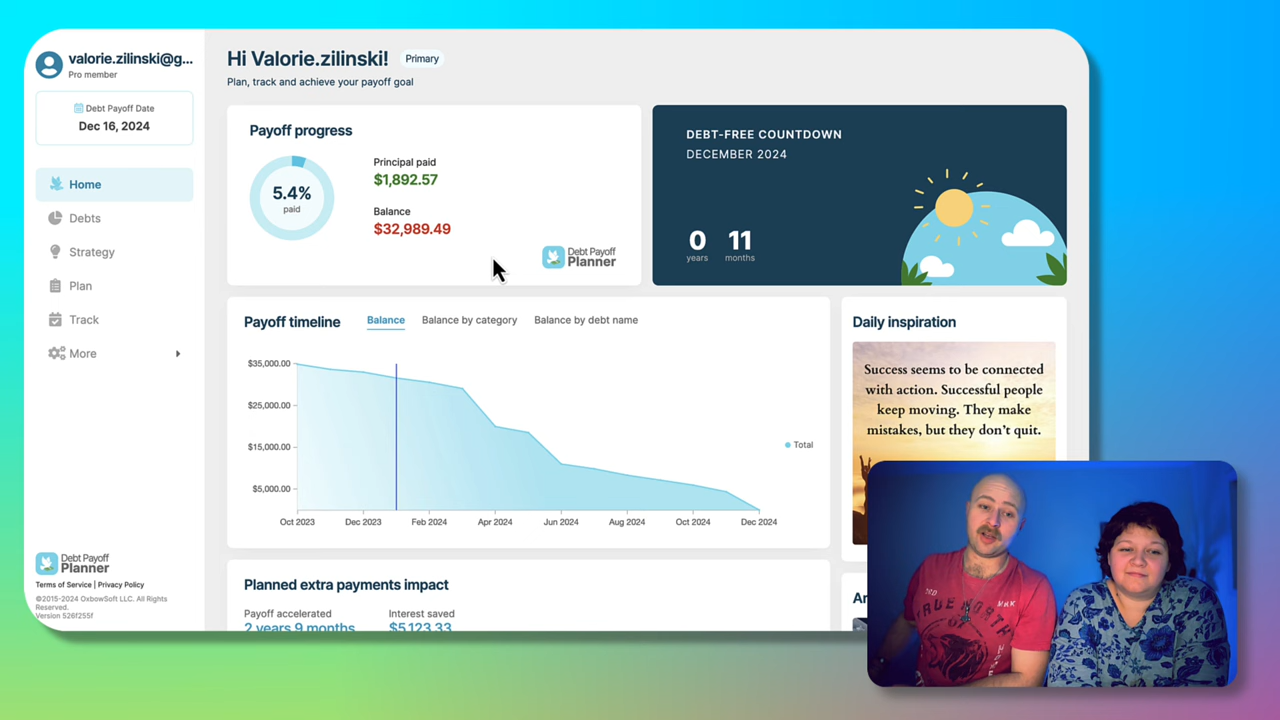 valorie.zilinski@g...
Pro member
Debt Payoff Date
Dec 16, 2024
Home
Debts
Strategy
Plan
Track
More
Debt Payoff
Planner
Terms of Service | Privacy Policy
©2015-2024 OxbowSoft LLC. All Rights
Reserved.
Version 526f255f
Hi Valorie.zilinski! Primary
Plan, track and achieve your payoff goal
Payoff progress
5.4%
paid
Principal paid
$1,892.57
Balance
$32,989.49
Debt Payoff
Planner
DEBT-FREE COUNTDOWN
DECEMBER 2024
0 11
years months
Payoff timeline Balance Balance by category Balance by debt name
$35,000.00
$25,000.00
$15,000.00
$5,000.00
Oct 2023 Dec 2023 Feb 2024 Apr 2024 Jun 2024 Aug 2024 Oct 2024 Dec 2024
Total
Daily inspiration
Success seems to be connected
with action. Successful people
keep moving. They make
mistakes, but they don't quit.
Planned extra payments impact
Payoff accelerated Interest saved
2 years 9 months $5,123.33
TRUE NORTH